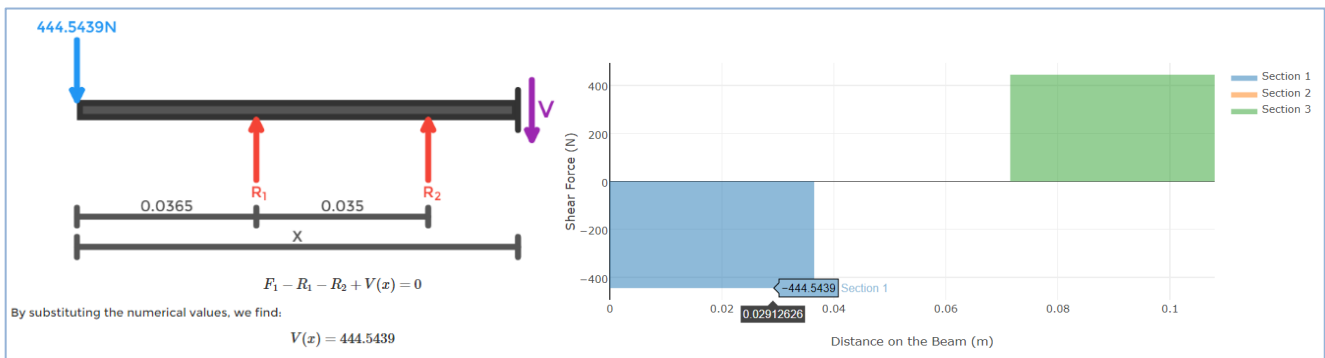 444.5439N
V
R₁
R₂
0.0365
0.035
X
F₁ − R₁ − R₂ + V(x) = 0
By substituting the numerical values, we find:
V(x) = 444.5439
Shear Force (N)
400
200
0
−200
−400
−444.5439
Section 1
0
0.02
0.02912626
0.04
0.06
0.08
0.1
Distance on the Beam (m)
Section 1
Section 2
Section 3